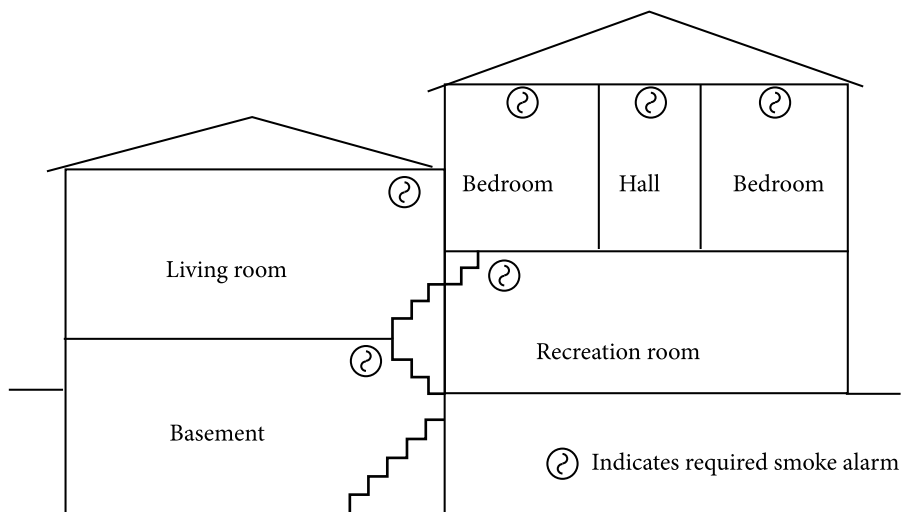 Bedroom
Hall
Bedroom
Living room
Recreation room
Basement
Indicates required smoke alarm